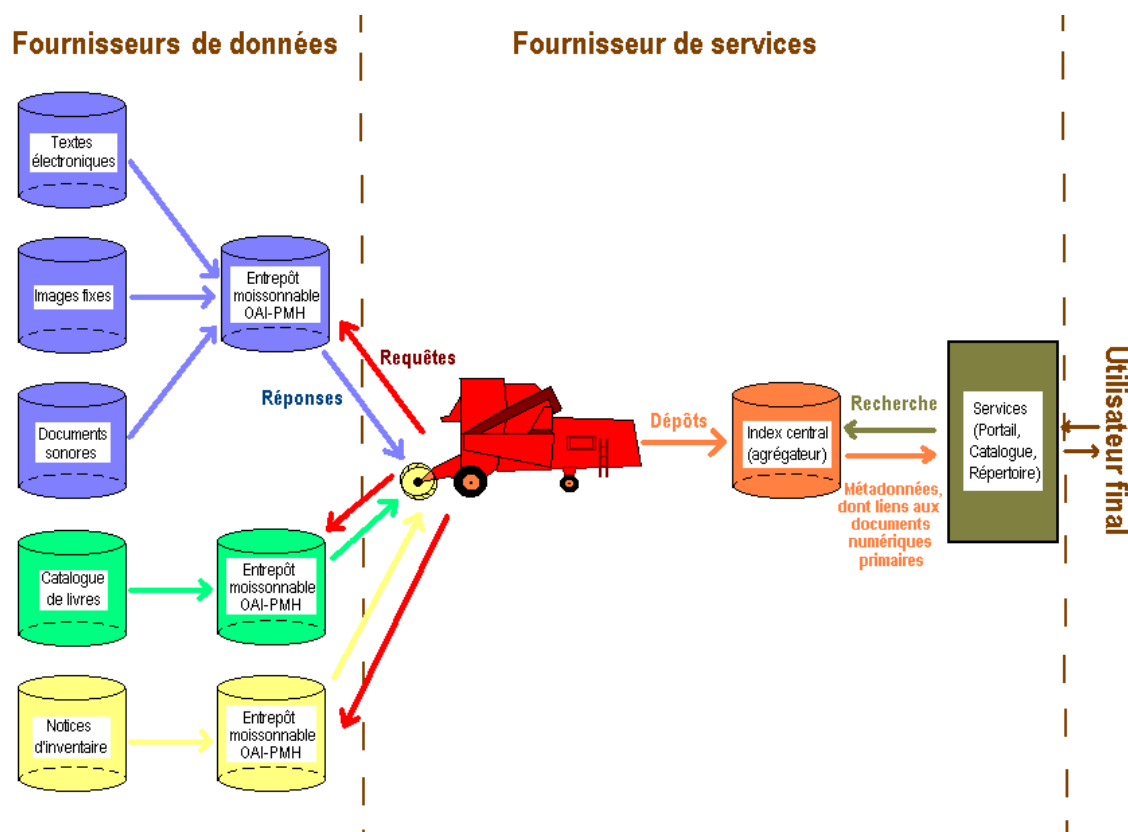 Fournisseurs de données
Fournisseur de services
Textes
électroniques
Images fixes
Documents
sonores
Entrepôt
moissonnable
OAI-PMH
Requêtes
Réponses
Dépôts
Index central
(agrégateur)
Recherche
Métadonnées,
dont liens aux
documents
numériques
primaires
Services
(Portail,
Catalogue,
Répertoire)
Utilisateur final
Catalogue
de livres
Entrepôt
moissonnable
OAI-PMH
Notices
d'inventaire
Entrepôt
moissonnable
OAI-PMH